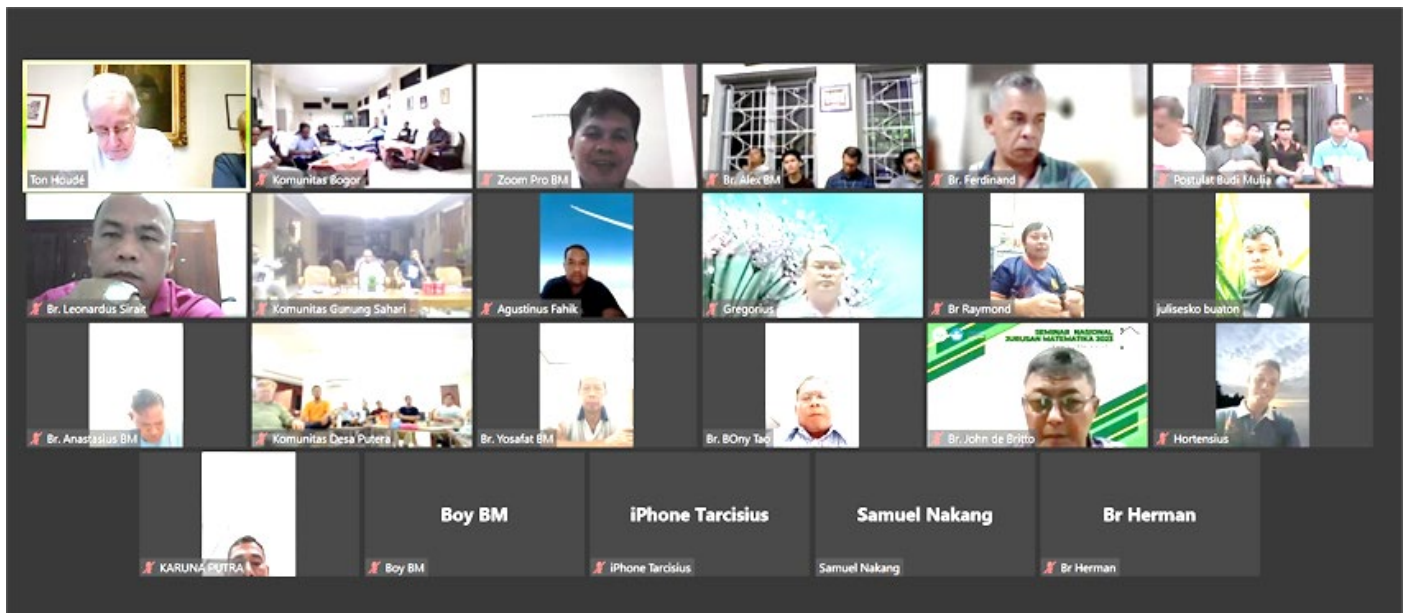 Ton Houdé
Komunitas Bogor
Zoom Pro BM
Br. Alex BM
Br. Ferdinand
Postulat Budi Mulia
Br. Leonardus Sirait
Komunitas Gunung Sahari
Agustinus Fahik
Gregorius
Br Raymond
julisesko buaton
Br. Anastasius BM
Komunitas Desa Putera
Br. Yosafat BM
Br. BOny Tao
SEMINAR NASIONAL
JURUSAN MATEMATIKA 2023
Br. John de Britto
Hortensius
KARUNA PUTRA
Boy BM
Boy BM
iPhone Tarcisius
iPhone Tarcisius
Samuel Nakang
Samuel Nakang
Br Herman
Br Herman